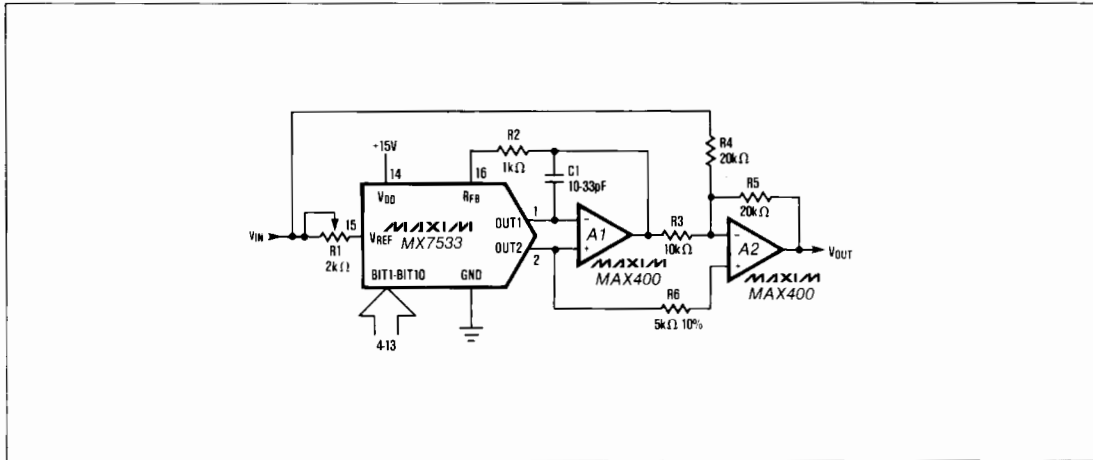 R4
20kΩ
+15V
R2
1kΩ
14
16
C1
10-33pF
R5
20kΩ
VDD
RFB
VIN
15
VREF
MAXIM
MX7533
OUT1
1
OUT2
2
R1
2kΩ
BIT1-BIT10
GND
4-13
-
+
A1
MAXIM
MAX400
R3
10kΩ
-
+
A2
MAXIM
MAX400
VOUT
R6
5kΩ 10%